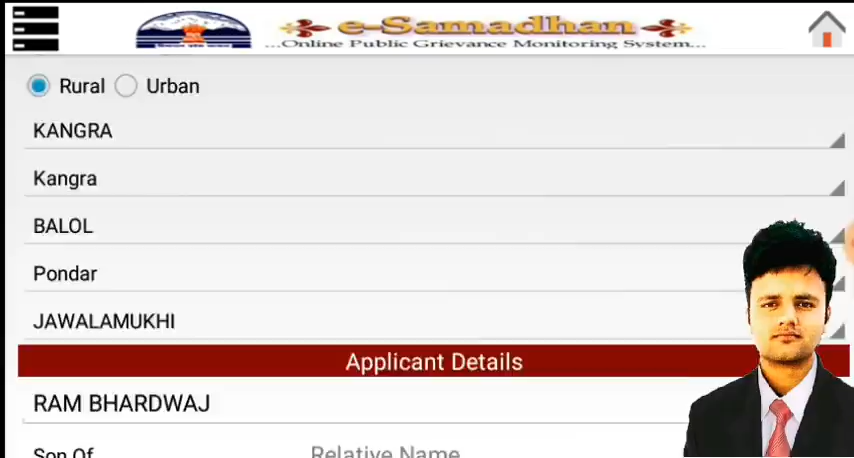 e-Samadhan
...Online Public Grievance Monitoring System...
Rural Urban
KANGRA
Kangra
BALOL
Pondar
JAWALAMUKHI
Applicant Details
RAM BHARDWAJ
Son Of Relative Name